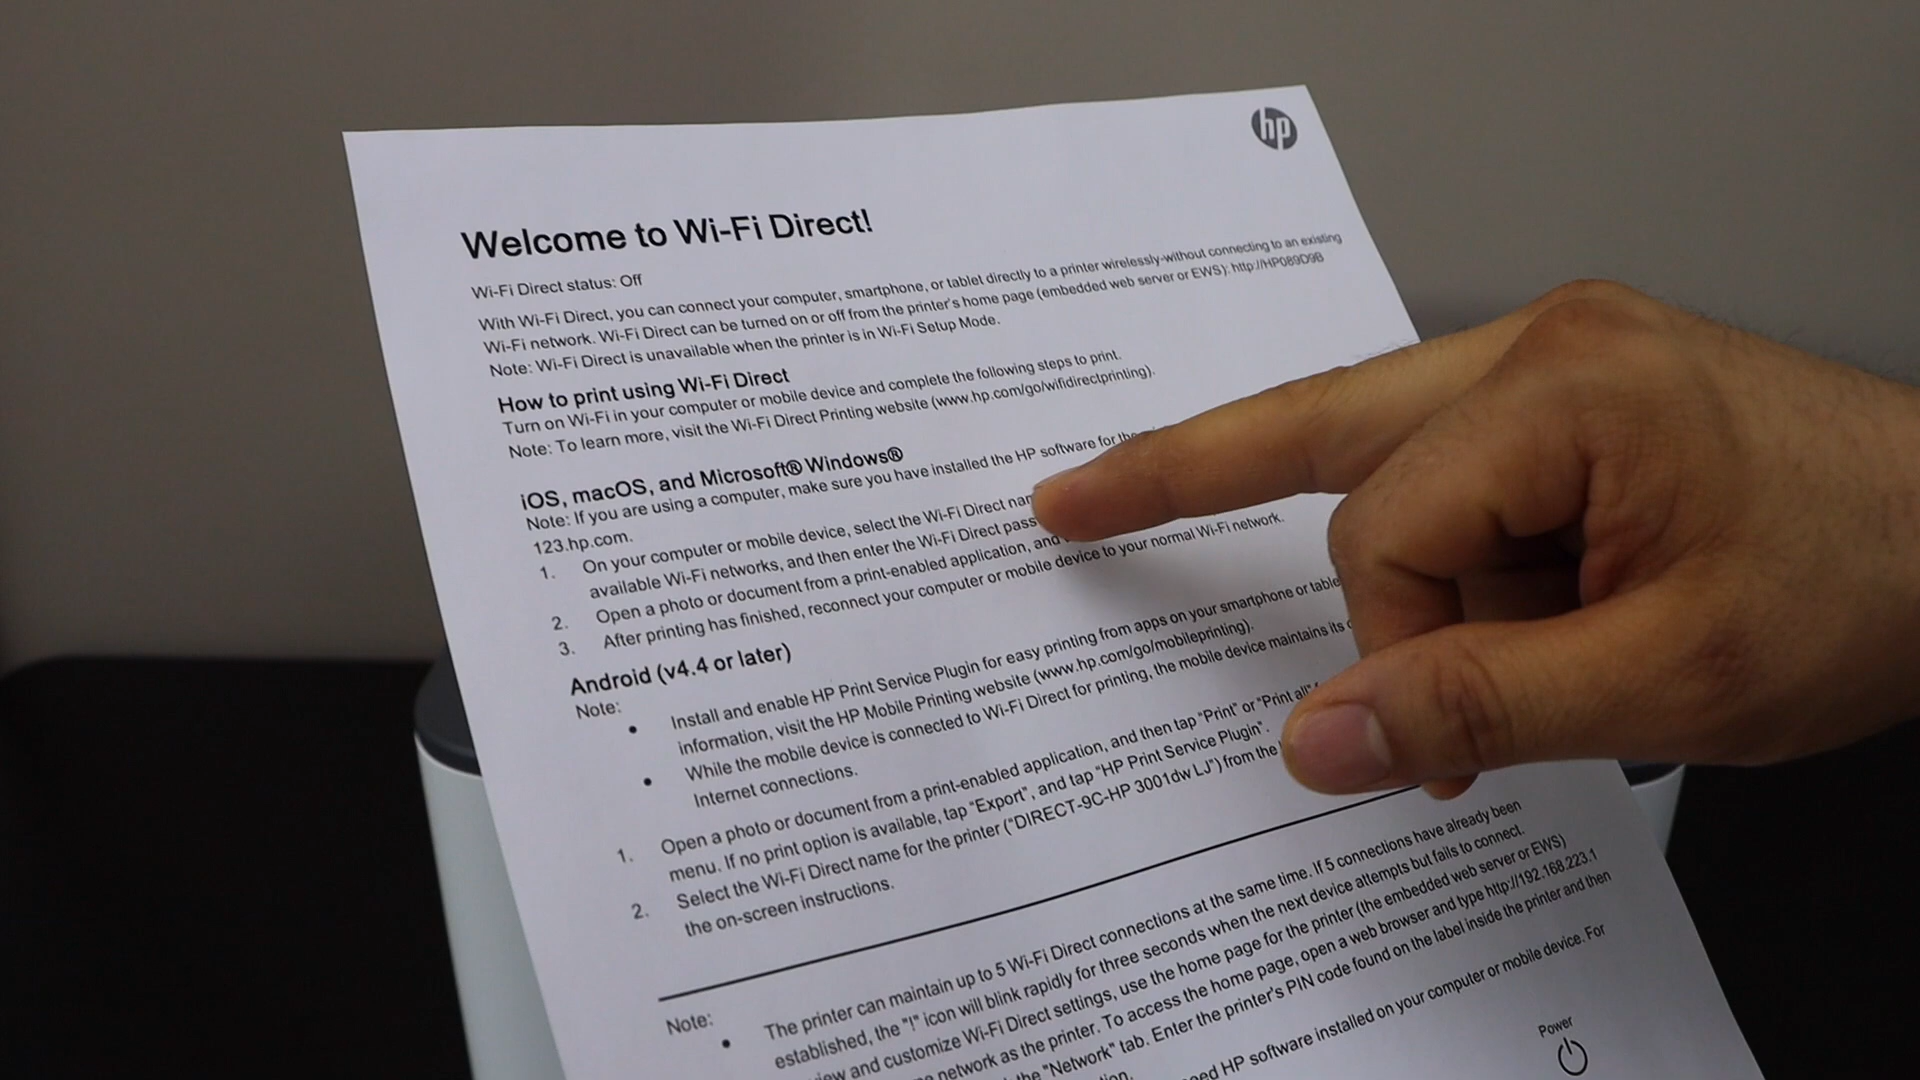 hp
Welcome to Wi-Fi Direct!
Wi-Fi Direct status: Off
With Wi-Fi Direct, you can connect your computer, smartphone, or tablet directly to a printer wirelessly-without connecting to an existing
Wi-Fi network. Wi-Fi Direct can be turned on or off from the printer's home page (embedded web server or EWS): http://HP089D9B
Note: Wi-Fi Direct is unavailable when the printer is in Wi-Fi Setup Mode.
How to print using Wi-Fi Direct
Turn on Wi-Fi in your computer or mobile device and complete the following steps to print.
Note: To learn more, visit the Wi-Fi Direct Printing website (www.hp.com/go/wifidirectprinting).
iOS, macOS, and Microsoft® Windows®
Note: If you are using a computer, make sure you have installed the HP software for the
123.hp.com.
1. On your computer or mobile device, select the Wi-Fi Direct
available Wi-Fi networks, and then enter the Wi-Fi Direct pass
2. Open a photo or document from a print-enabled application, and
3. After printing has finished, reconnect your computer or mobile device to your normal Wi-Fi network.
Android (v4.4 or later)
Note:
• Install and enable HP Print Service Plugin for easy printing from apps on your smartphone or table
information, visit the HP Mobile Printing website (www.hp.com/go/mobileprinting).
• While the mobile device is connected to Wi-Fi Direct for printing, the mobile device maintains its
Internet connections.
1. Open a photo or document from a print-enabled application, and then tap "Print" or "Print all"
menu. If no print option is available, tap "Export", and tap "HP Print Service Plugin".
2. Select the Wi-Fi Direct name for the printer ("DIRECT-9C-HP 3001dw LJ") from the
the on-screen instructions.
Note:
• The printer can maintain up to 5 Wi-Fi Direct connections at the same time. If 5 connections have already been
established, the "!" icon will blink rapidly for three seconds when the next device attempts but fails to connect.
and customize Wi-Fi Direct settings, use the home page for the printer (the embedded web server or EWS)
network as the printer. To access the home page, open a web browser and type http://192.168.223.1
the "Network" tab. Enter the printer's PIN code found on the label inside the printer and then
HP software installed on your computer or mobile device. For
Power